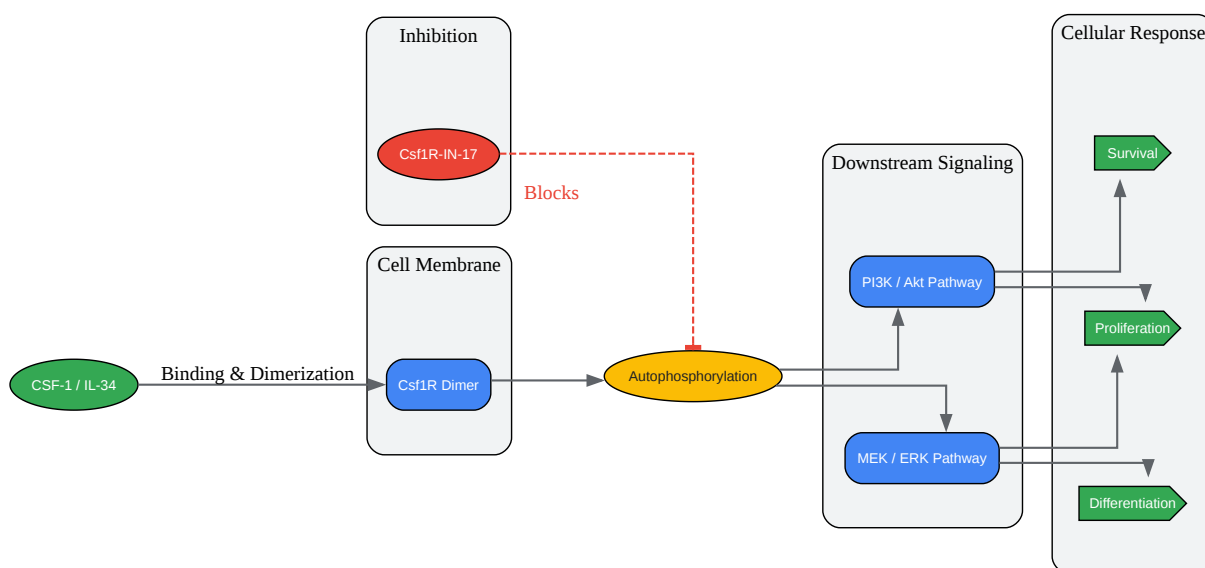 Inhibition
Csf1R-IN-17
Blocks
Cell Membrane
CSF-1 / IL-34
Binding & Dimerization
Csf1R Dimer
Autophosphorylation
Downstream Signaling
PI3K / Akt Pathway
MEK / ERK Pathway
Cellular Response
Survival
Proliferation
Differentiation